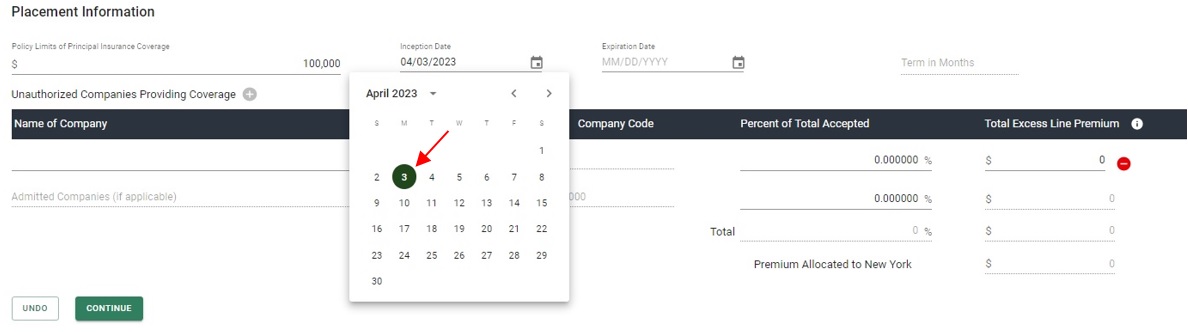 Placement Information
Policy Limits of Principal Insurance Coverage
Inception Date
Expiration Date
$ 100,000
04/03/2023
MM/DD/YYYY
Term in Months
Unauthorized Companies Providing Coverage
April 2023
Name of Company
Company Code
Percent of Total Accepted
Total Excess Line Premium
S M T W T F S
1
2 3 4 5 6 7 8
9 10 11 12 13 14 15
16 17 18 19 20 21 22
23 24 25 26 27 28 29
30
0.000000 %
$ 0
Admitted Companies (if applicable)
000
0.000000 %
$ 0
Total
0 %
$ 0
Premium Allocated to New York
$ 0
UNDO
CONTINUE